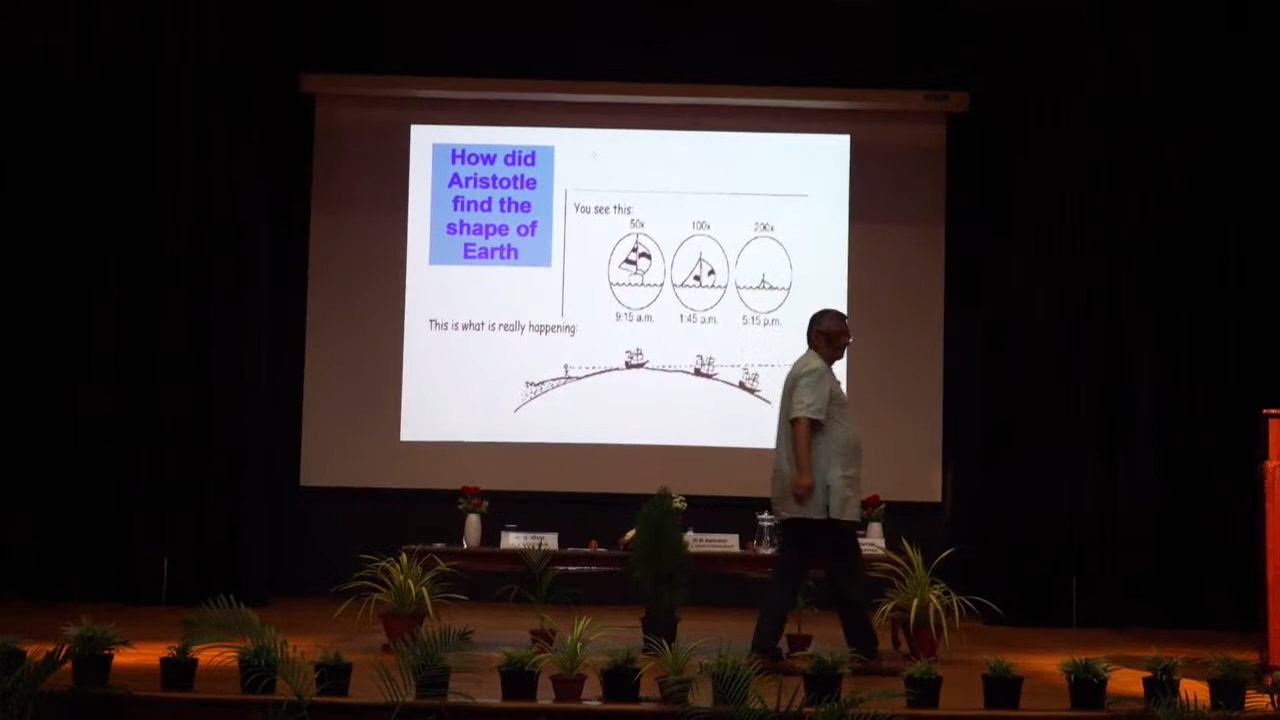 How did
Aristotle
find the
shape of
Earth
You see this:
50x 100x 200x
9:15 a.m. 1:45 p.m. 5:15 p.m.
This is what is really happening: